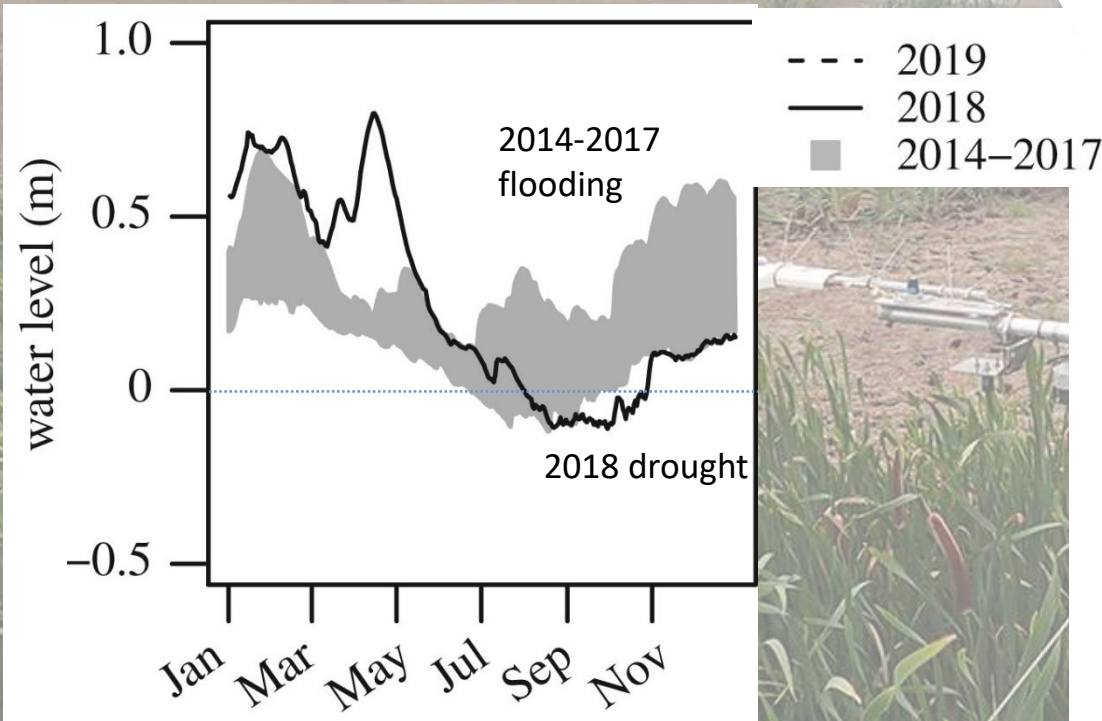 1.0
0.5
0
−0.5
water level (m)
2014-2017
flooding
2018 drought
Jan
Mar
May
Jul
Sep
Nov
2019
2018
2014–2017